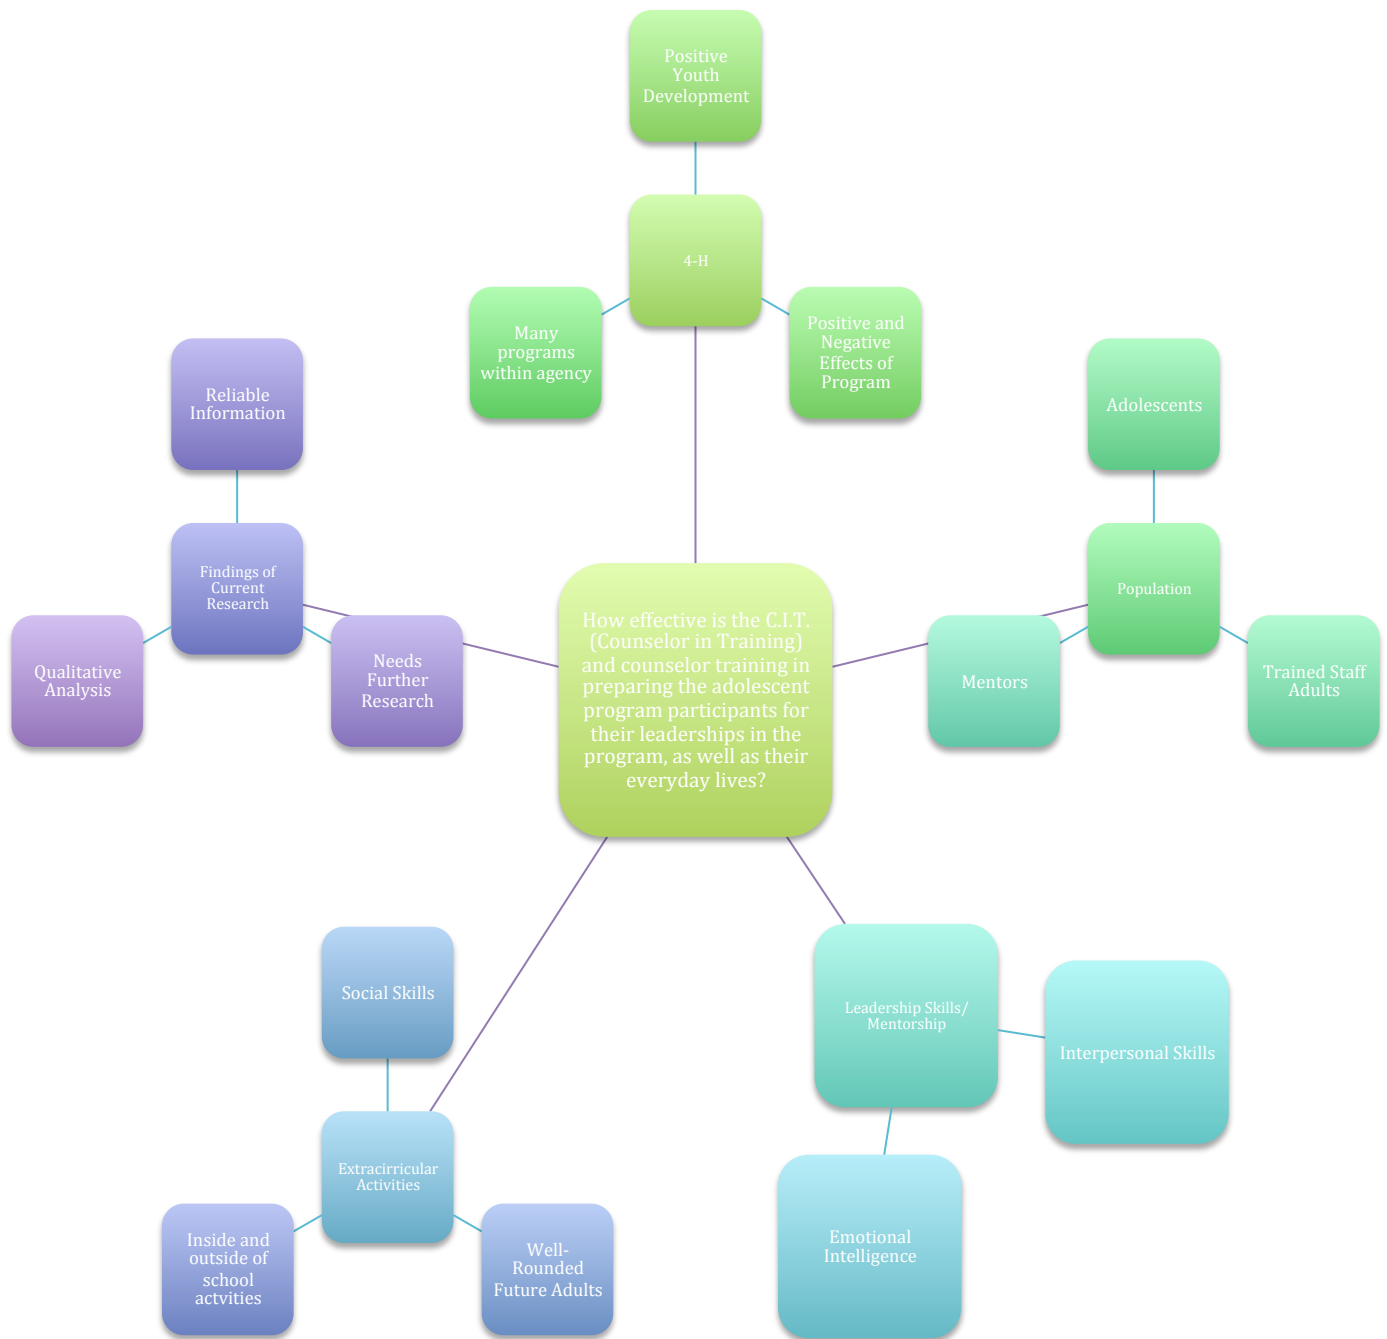 Positive
Youth
Development
4-H
Many
programs
within agency
Positive and
Negative
Effects of
Program
Reliable
Information
Adolescents
Findings of
Current
Research
Population
Qualitative
Analysis
Needs
Further
Research
How effective is the C.I.T.
(Counselor in Training)
and counselor training in
preparing the adolescent
program participants for
their leaderships in the
program, as well as their
everyday lives?
Mentors
Trained Staff
Adults
Social Skills
Leadership Skills/
Mentorship
Interpersonal Skills
Extracirricular
Activities
Inside and
outside of
school
actvities
Well-
Rounded
Future Adults
Emotional
Intelligence